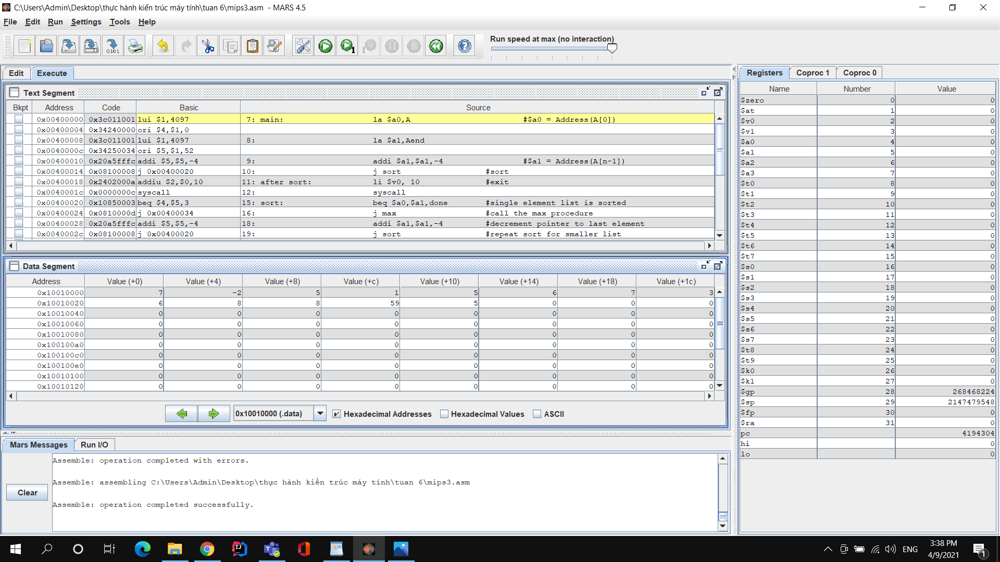 C:\Users\Admin\Desktop\thực hành kiến trúc máy tính\tuan 6\mips3.asm - MARS 4.5
File Edit Run Settings Tools Help
Run speed at max (no interaction)
Edit Execute
Text Segment
Bkpt Address Code Basic Source
0x00400000 0x3c011001 lui $1,4097 7: main: la $a0,A #$a0 = Address(A[0])
0x00400004 0x34240000 ori $4,$1,0
0x00400008 0x3c011001 lui $1,4097 8: la $a1,Aend
0x0040000c 0x34250034 ori $5,$1,52
0x00400010 0x20a5fffc addi $5,$5,-4 9: addi $a1,$a1,-4 #$a1 = Address(A[n-1])
0x00400014 0x08100008 j 0x00400020 10: j sort #sort
0x00400018 0x2402000a addiu $2,$0,10 11: after sort: li $v0, 10 #exit
0x0040001c 0x0000000c syscall 12: syscall
0x00400020 0x10850003 beq $4,$5,3 15: sort: beq $a0,$a1,done #single element list is sorted
0x00400024 0x0810000d j 0x00400034 16: j max #call the max procedure
0x00400028 0x20a5fffc addi $5,$5,-4 18: addi $a1,$a1,-4 #decrement pointer to last element
0x0040002c 0x08100008 j 0x00400020 19: j sort #repeat sort for smaller list
Data Segment
Address Value (+0) Value (+4) Value (+8) Value (+c) Value (+10) Value (+14) Value (+18) Value (+1c)
0x10010000 7 -2 5 1 5 6 7 3
0x10010020 6 8 8 59 5 0 0 0
0x10010040 0 0 0 0 0 0 0 0
0x10010060 0 0 0 0 0 0 0 0
0x10010080 0 0 0 0 0 0 0 0
0x100100a0 0 0 0 0 0 0 0 0
0x100100c0 0 0 0 0 0 0 0 0
0x100100e0 0 0 0 0 0 0 0 0
0x10010100 0 0 0 0 0 0 0 0
0x10010120 0 0 0 0 0 0 0 0
0x10010000 (.data) Hexadecimal Addresses Hexadecimal Values ASCII
Mars Messages Run I/O
Assemble: operation completed with errors.
Assemble: assembling C:\Users\Admin\Desktop\thực hành kiến trúc máy tính\tuan 6\mips3.asm
Assemble: operation completed successfully.
Clear
Registers Coproc 1 Coproc 0
Name Number Value
$zero 0 0
$at 1 0
$v0 2 0
$v1 3 0
$a0 4 0
$a1 5 0
$a2 6 0
$a3 7 0
$t0 8 0
$t1 9 0
$t2 10 0
$t3 11 0
$t4 12 0
$t5 13 0
$t6 14 0
$t7 15 0
$s0 16 0
$s1 17 0
$s2 18 0
$s3 19 0
$s4 20 0
$s5 21 0
$s6 22 0
$s7 23 0
$t8 24 0
$t9 25 0
$k0 26 0
$k1 27 0
$gp 28 268468224
$sp 29 2147479548
$fp 30 0
$ra 31 0
pc 4194304
hi 0
lo 0
ENG
3:38 PM
4/9/2021
1